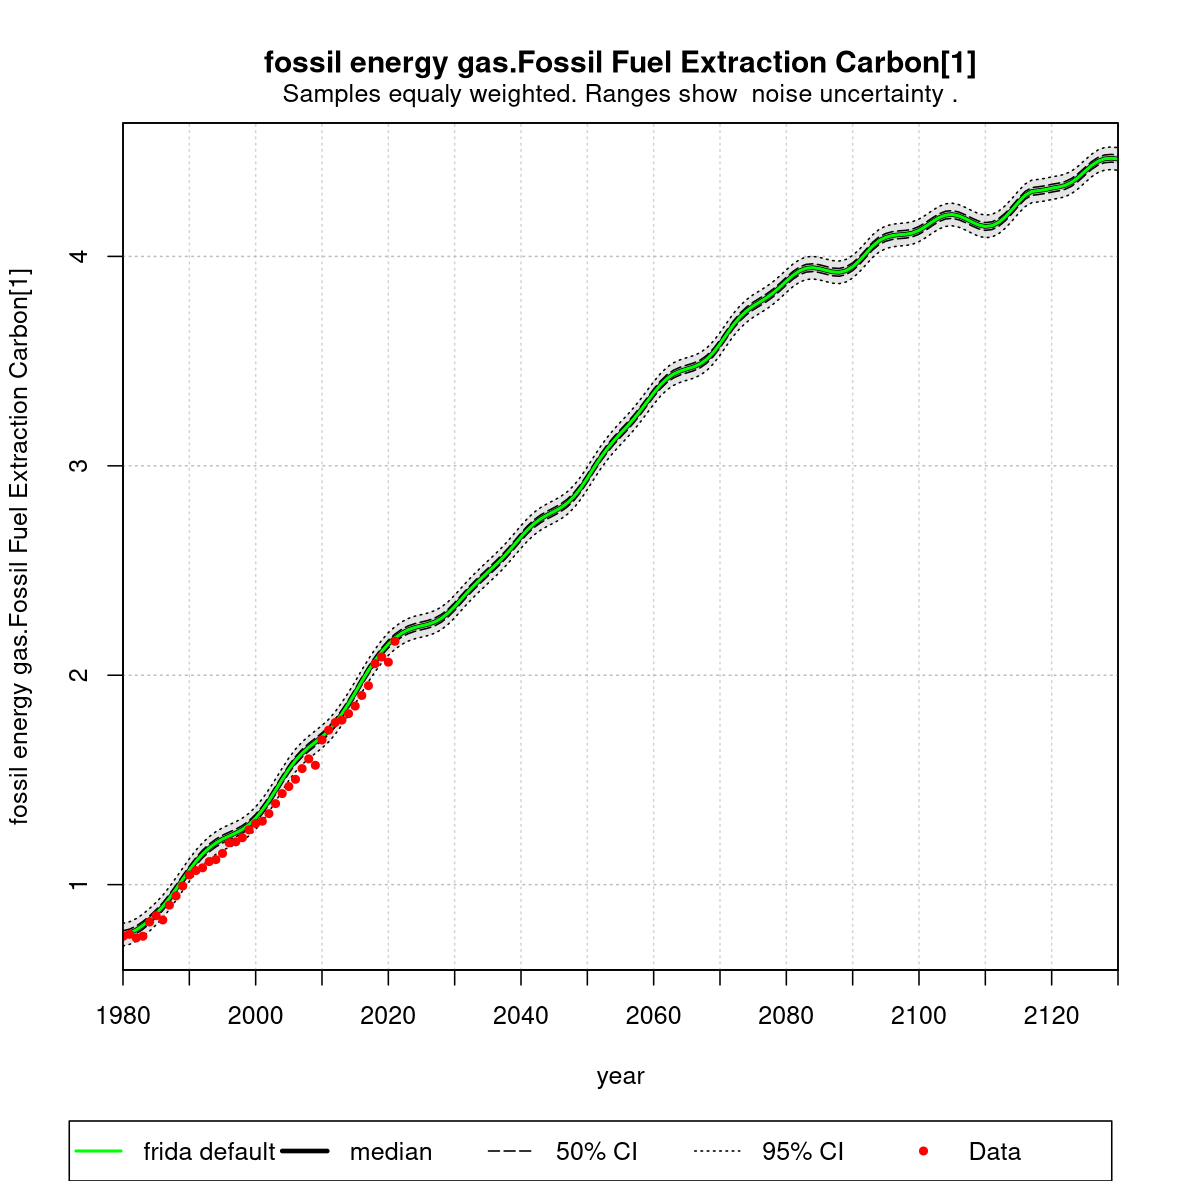 fossil energy gas.Fossil Fuel Extraction Carbon[1]
Samples equaly weighted. Ranges show  noise uncertainty .
fossil energy gas.Fossil Fuel Extraction Carbon[1]
4
3
2
1
1980 2000 2020 2040 2060 2080 2100 2120
year
frida default median 50% CI 95% CI Data